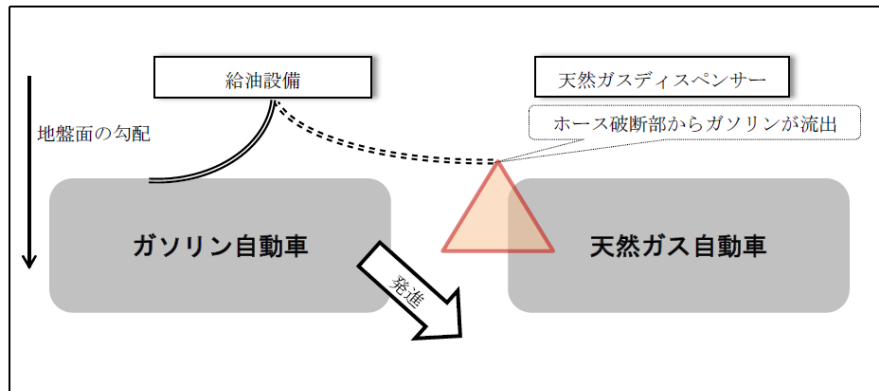 給油設備
天然ガスディスペンサー
ホース破断部からガソリンが流出
地盤面の勾配
ガソリン自動車
天然ガス自動車
発進